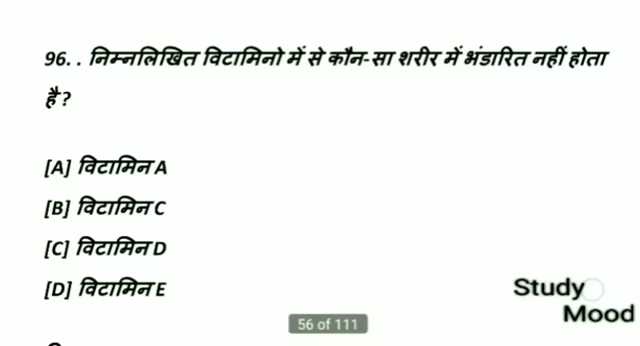 96. . निम्नलिखित विटामिनो में से कौन-सा शरीर में भंडारित नहीं होता
है?
[A] विटामिन A
[B] विटामिन C
[C] विटामिन D
[D] विटामिन E
Study
Mood
56 of 111